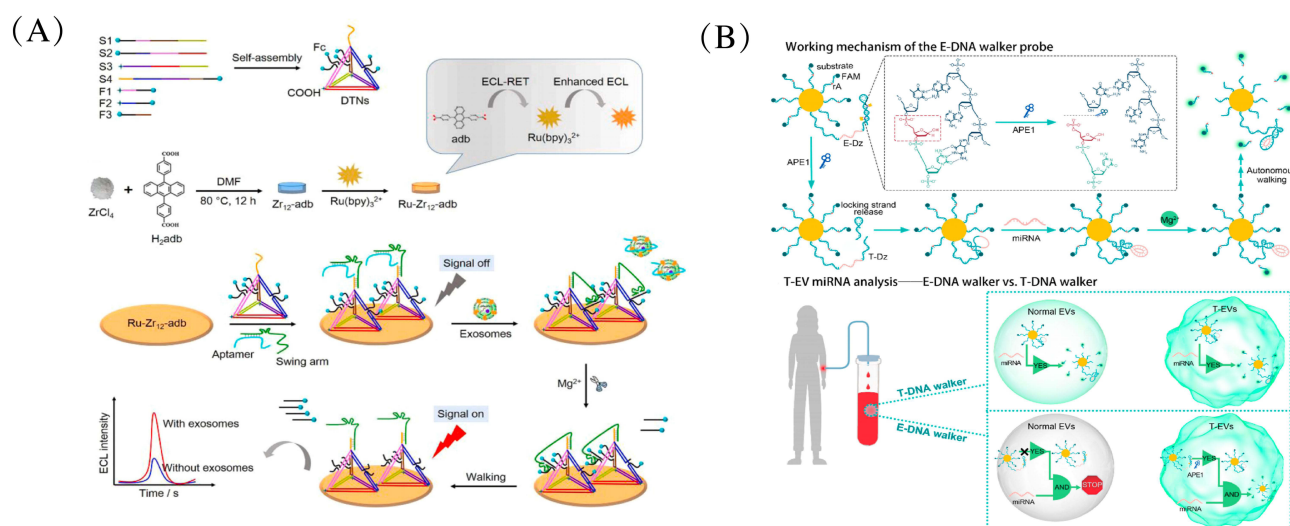 (A)
S1
S2
S3
S4
F1
F2
F3
Self-assembly
Fc
COOH
DTNs
ECL-RET
Enhanced ECL
adb
Ru(bpy)₃²⁺
ZrCl₄
+
COOH
COOH
H₂adb
DMF
80 °C, 12 h
Zr₁₂-adb
Ru(bpy)₃²⁺
Ru-Zr₁₂-adb
Ru-Zr₁₂-adb
Aptamer
Swing arm
Signal off
Exosomes
Mg²⁺
Signal on
Walking
ECL intensity
With exosomes
Without exosomes
Time / s
(B)
Working mechanism of the E-DNA walker probe
substrate
FAM
rA
E-Dz
APE1
APE1
locking strand
release
T-Dz
miRNA
Mg²⁺
Autonomous
walking
T-EV miRNA analysis——E-DNA walker vs. T-DNA walker
T-DNA walker
E-DNA walker
Normal EVs
miRNA
YES
T-EVs
miRNA
YES
Normal EVs
YES
miRNA
AND
STOP
T-EVs
APE1
YES
miRNA
AND